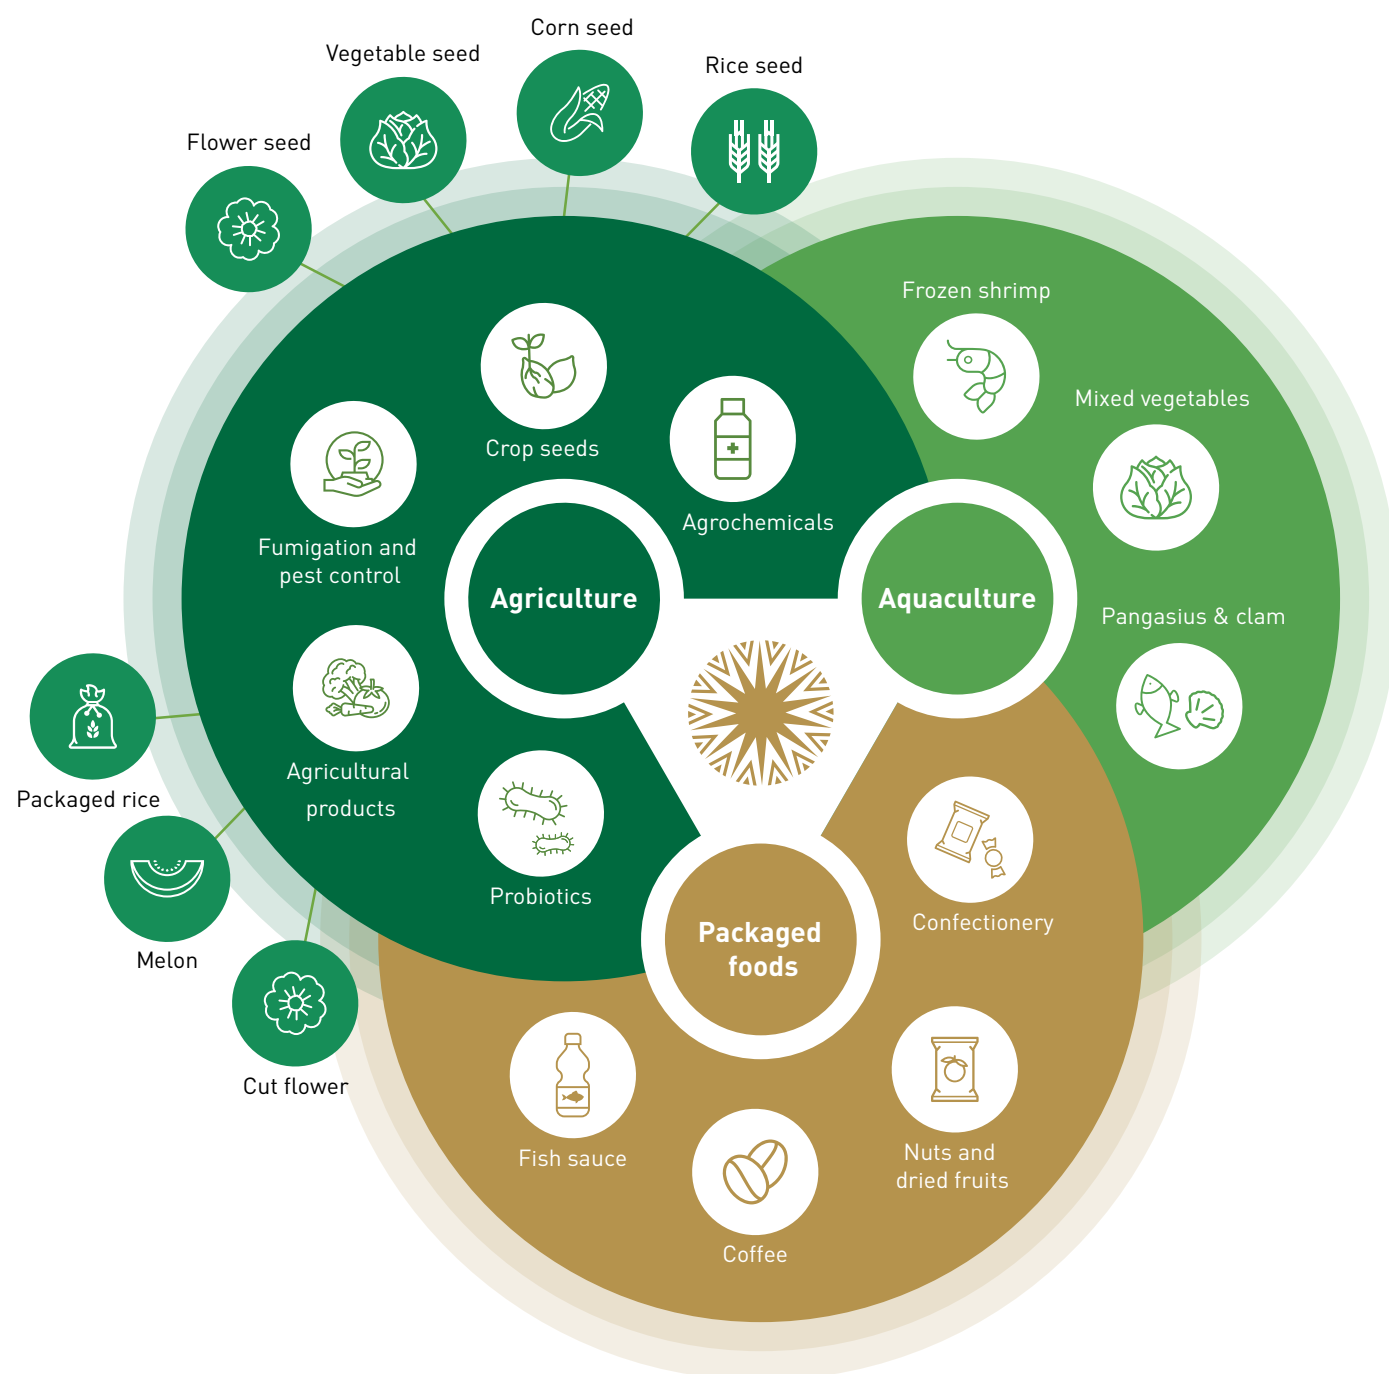 Corn seed
Vegetable seed
Rice seed
Flower seed
Frozen shrimp
Mixed vegetables
Crop seeds
Agrochemicals
Fumigation and
pest control
Agriculture
Aquaculture
Pangasius & clam
Agricultural
products
Packaged rice
Probiotics
Confectionery
Packaged
foods
Melon
Cut flower
Fish sauce
Nuts and
dried fruits
Coffee